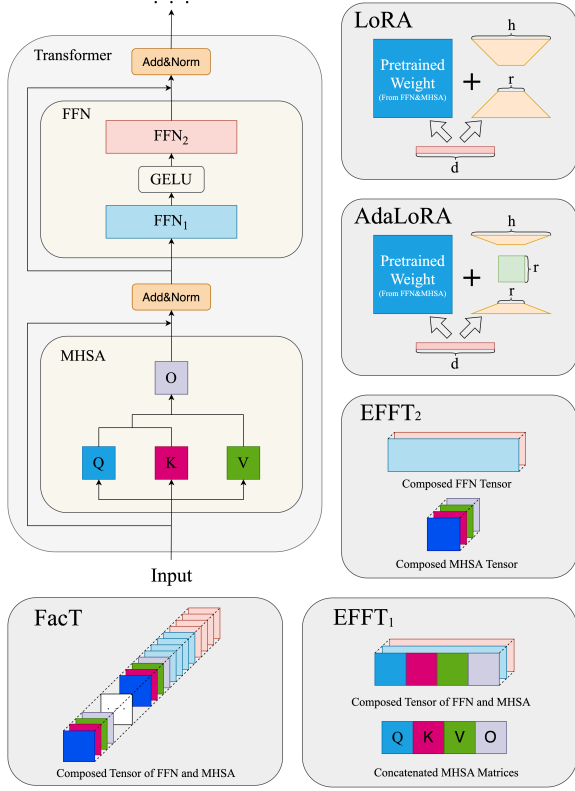 . . .
Transformer
Add&Norm
FFN
FFN2
GELU
FFN1
Add&Norm
MHSA
O
Q
K
V
Input
LoRA
Pretrained
Weight
(From FFN&MHSA)
+
h
r
d
AdaLoRA
Pretrained
Weight
(From FFN&MHSA)
+
h
r
r
d
EFFT2
Composed FFN Tensor
Composed MHSA Tensor
FacT
Composed Tensor of FFN and MHSA
EFFT1
Composed Tensor of FFN and MHSA
Q K V O
Concatenated MHSA Matrices